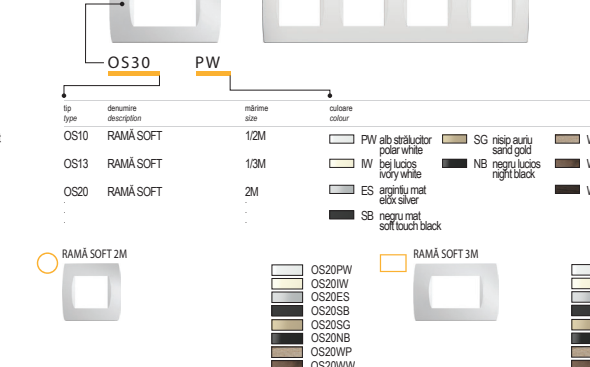 OS30 PW
tip denumire mărime culoare
type description size colour
OS10 RAMĂ SOFT 1/2M
OS13 RAMĂ SOFT 1/3M
OS20 RAMĂ SOFT 2M
PW alb strălucitor
polar white
IW bej lucios
ivory white
ES argintiu mat
elox silver
SB negru mat
soft touch black
SG nisip auriu
sand gold
NB negru lucios
night black
RAMĂ SOFT 2M
OS20PW
OS20IW
OS20ES
OS20SB
OS20SG
OS20NB
OS20WP
OS20WW
RAMĂ SOFT 3M